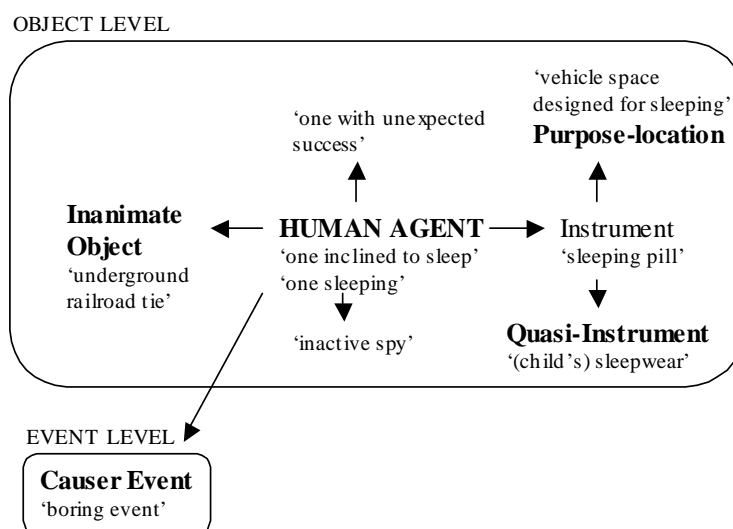 OBJECT LEVEL
‘vehicle space
designed for sleeping’
Purpose-location
‘one with unexpected
success’
Inanimate
Object
‘underground
railroad tie’
HUMAN AGENT
‘one inclined to sleep’
‘one sleeping’
Instrument
‘sleeping pill’
‘inactive spy’
Quasi-Instrument
‘(child’s) sleepwear’
EVENT LEVEL
Causer Event
‘boring event’